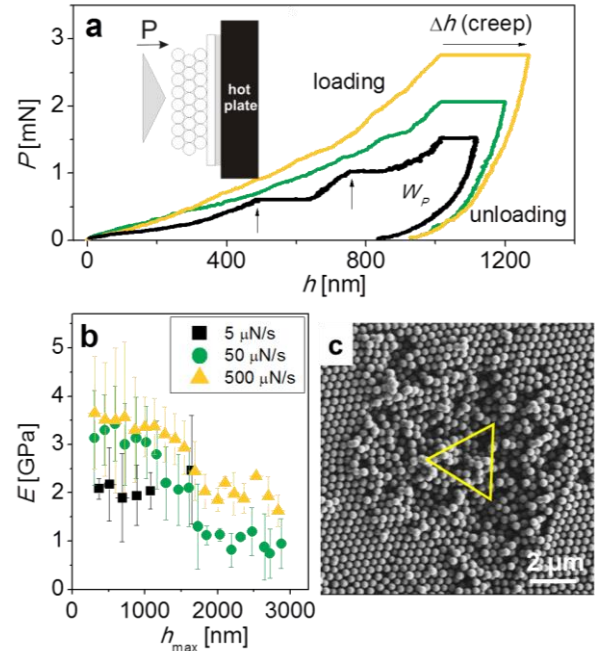 a
P
hot
plate
Δh (creep)
loading
W_P
unloading
P [mN]
3
2
1
0
0 400 800 1200
h [nm]
b
5 μN/s
50 μN/s
500 μN/s
E [GPa]
6
5
4
3
2
1
0
0 1000 2000 3000
h_max [nm]
c
2 μm